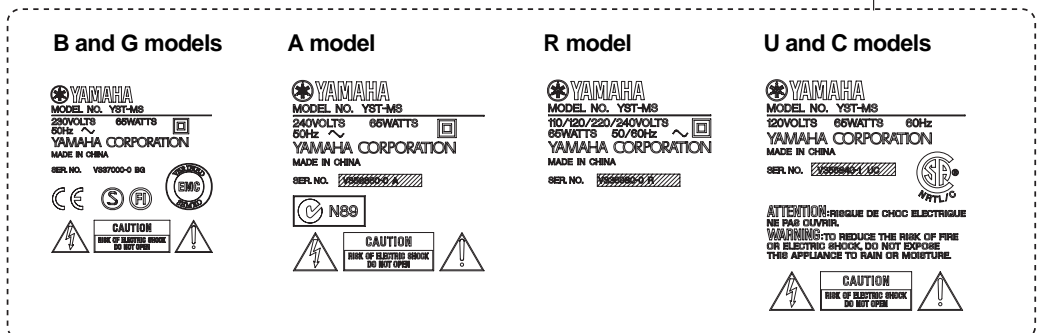 B and G models
YAMAHA
MODEL NO. YST-MS
230VOLTS 65WATTS
50Hz ~
YAMAHA CORPORATION
MADE IN CHINA
SER. NO. V337000-0 BG
CE S FI EMC
CAUTION
RISK OF ELECTRIC SHOCK
DO NOT OPEN
A model
YAMAHA
MODEL NO. YST-MS
240VOLTS 65WATTS
50Hz ~
YAMAHA CORPORATION
MADE IN CHINA
SER. NO.
N89
CAUTION
RISK OF ELECTRIC SHOCK
DO NOT OPEN
R model
YAMAHA
MODEL NO. YST-MS
110/120/220/240VOLTS
65WATTS 50/60Hz ~
YAMAHA CORPORATION
MADE IN CHINA
SER. NO.
U and C models
YAMAHA
MODEL NO. YST-MS
120VOLTS 65WATTS 60Hz
YAMAHA CORPORATION
MADE IN CHINA
SER. NO.
NRTL/C
ATTENTION:RISQUE DE CHOC ELECTRIQUE
NE PAS OUVRIR.
WARNING:TO REDUCE THE RISK OF FIRE
OR ELECTRIC SHOCK, DO NOT EXPOSE
THIS APPLIANCE TO RAIN OR MOISTURE.
CAUTION
RISK OF ELECTRIC SHOCK
DO NOT OPEN